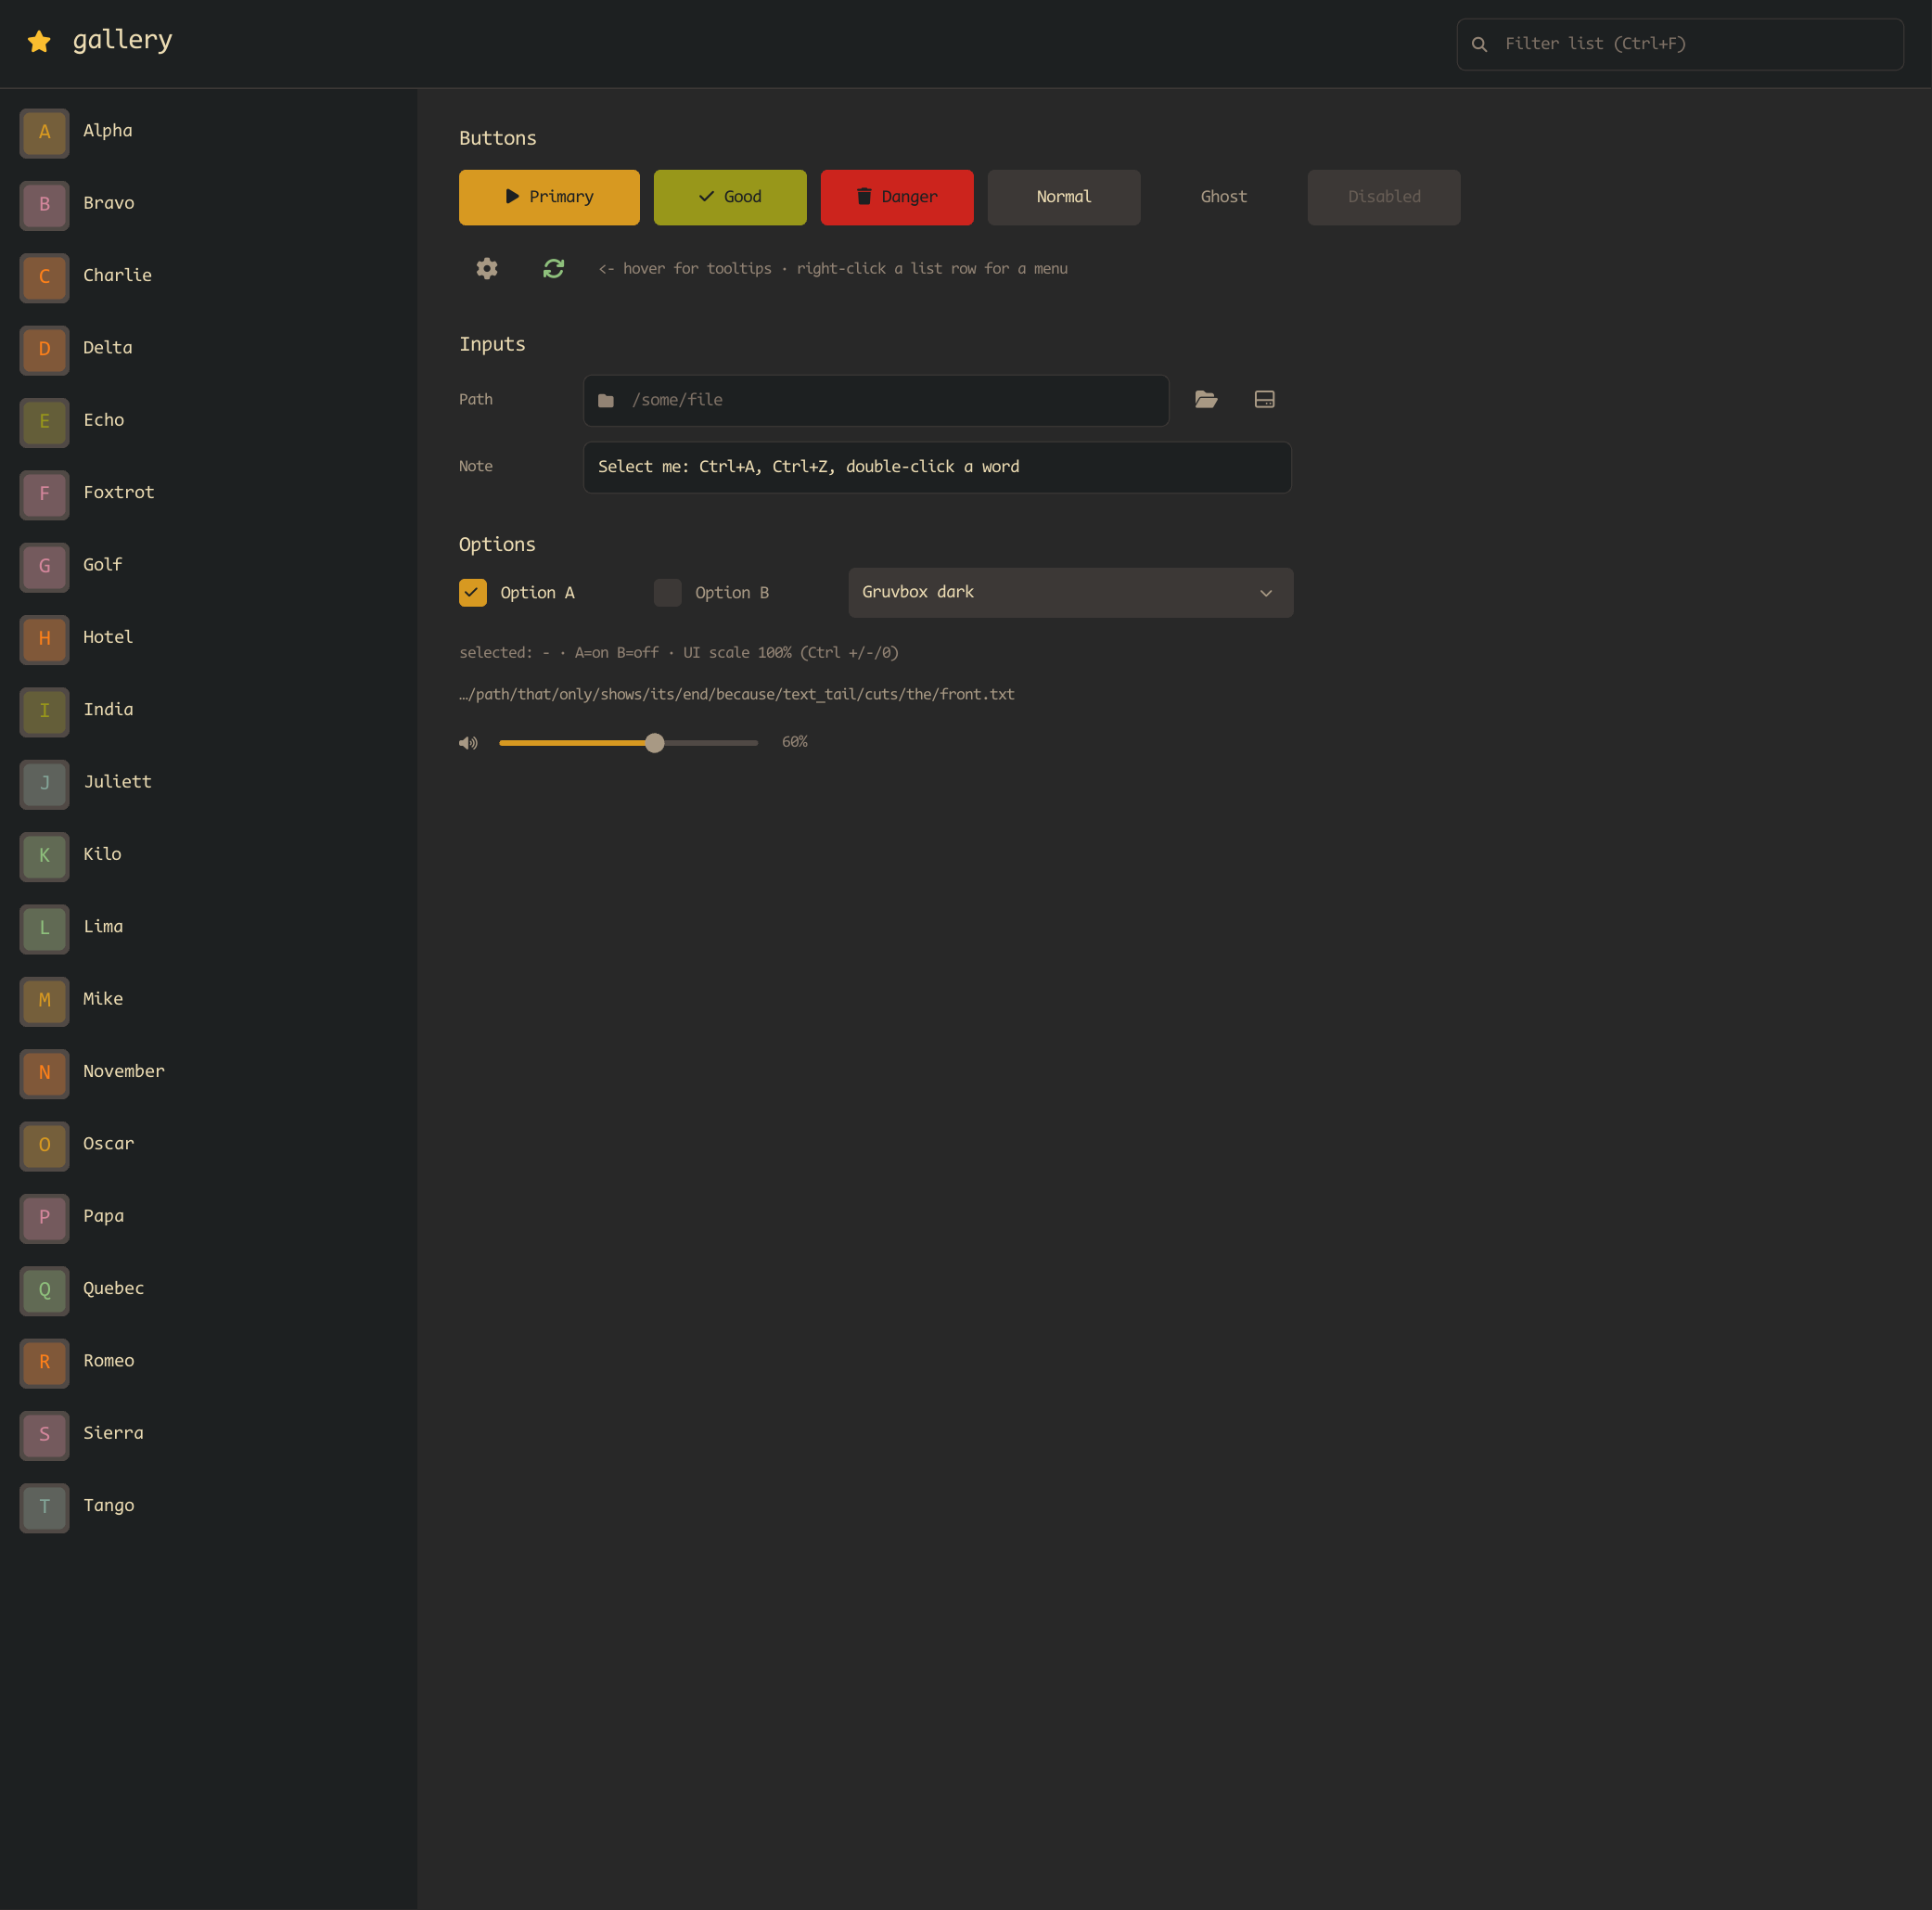 gallery
Filter list (Ctrl+F)
A Alpha
B Bravo
C Charlie
D Delta
E Echo
F Foxtrot
G Golf
H Hotel
I India
J Juliett
K Kilo
L Lima
M Mike
N November
O Oscar
P Papa
Q Quebec
R Romeo
S Sierra
T Tango
Buttons
Primary Good Danger Normal Ghost Disabled
<- hover for tooltips · right-click a list row for a menu
Inputs
Path /some/file
Note Select me: Ctrl+A, Ctrl+Z, double-click a word
Options
Option A Option B Gruvbox dark
selected: - · A=on B=off · UI scale 100% (Ctrl +/-/0)
…/path/that/only/shows/its/end/because/text_tail/cuts/the/front.txt
60%